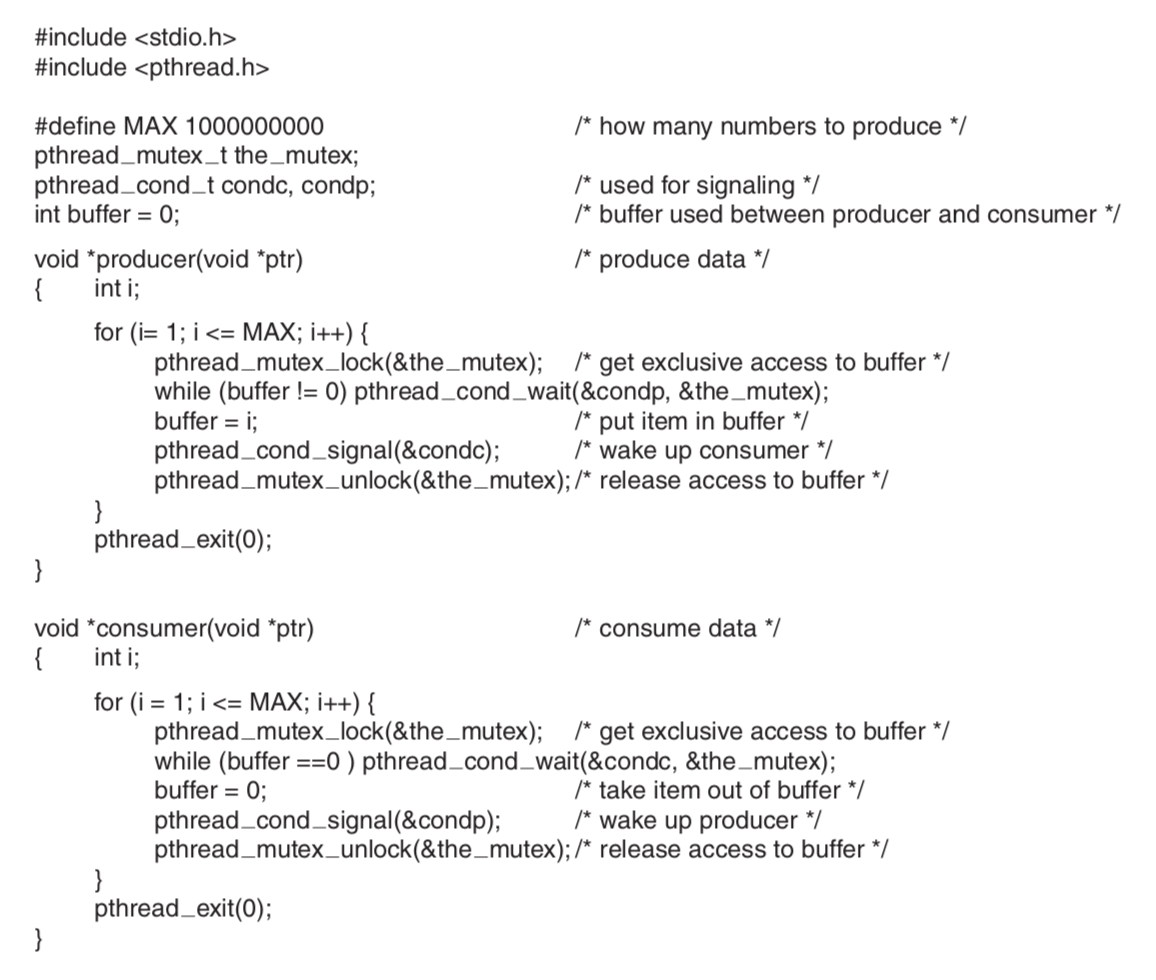 #include <stdio.h>
#include <pthread.h>
#define MAX 1000000000 /* how many numbers to produce */
pthread_mutex_t the_mutex;
pthread_cond_t condc, condp; /* used for signaling */
int buffer = 0; /* buffer used between producer and consumer */
void *producer(void *ptr) /* produce data */
{ int i;
for (i= 1; i <= MAX; i++) {
pthread_mutex_lock(&the_mutex); /* get exclusive access to buffer */
while (buffer != 0) pthread_cond_wait(&condp, &the_mutex);
buffer = i; /* put item in buffer */
pthread_cond_signal(&condc); /* wake up consumer */
pthread_mutex_unlock(&the_mutex); /* release access to buffer */
}
pthread_exit(0);
}
void *consumer(void *ptr) /* consume data */
{ int i;
for (i = 1; i <= MAX; i++) {
pthread_mutex_lock(&the_mutex); /* get exclusive access to buffer */
while (buffer ==0 ) pthread_cond_wait(&condc, &the_mutex);
buffer = 0; /* take item out of buffer */
pthread_cond_signal(&condp); /* wake up producer */
pthread_mutex_unlock(&the_mutex); /* release access to buffer */
}
pthread_exit(0);
}